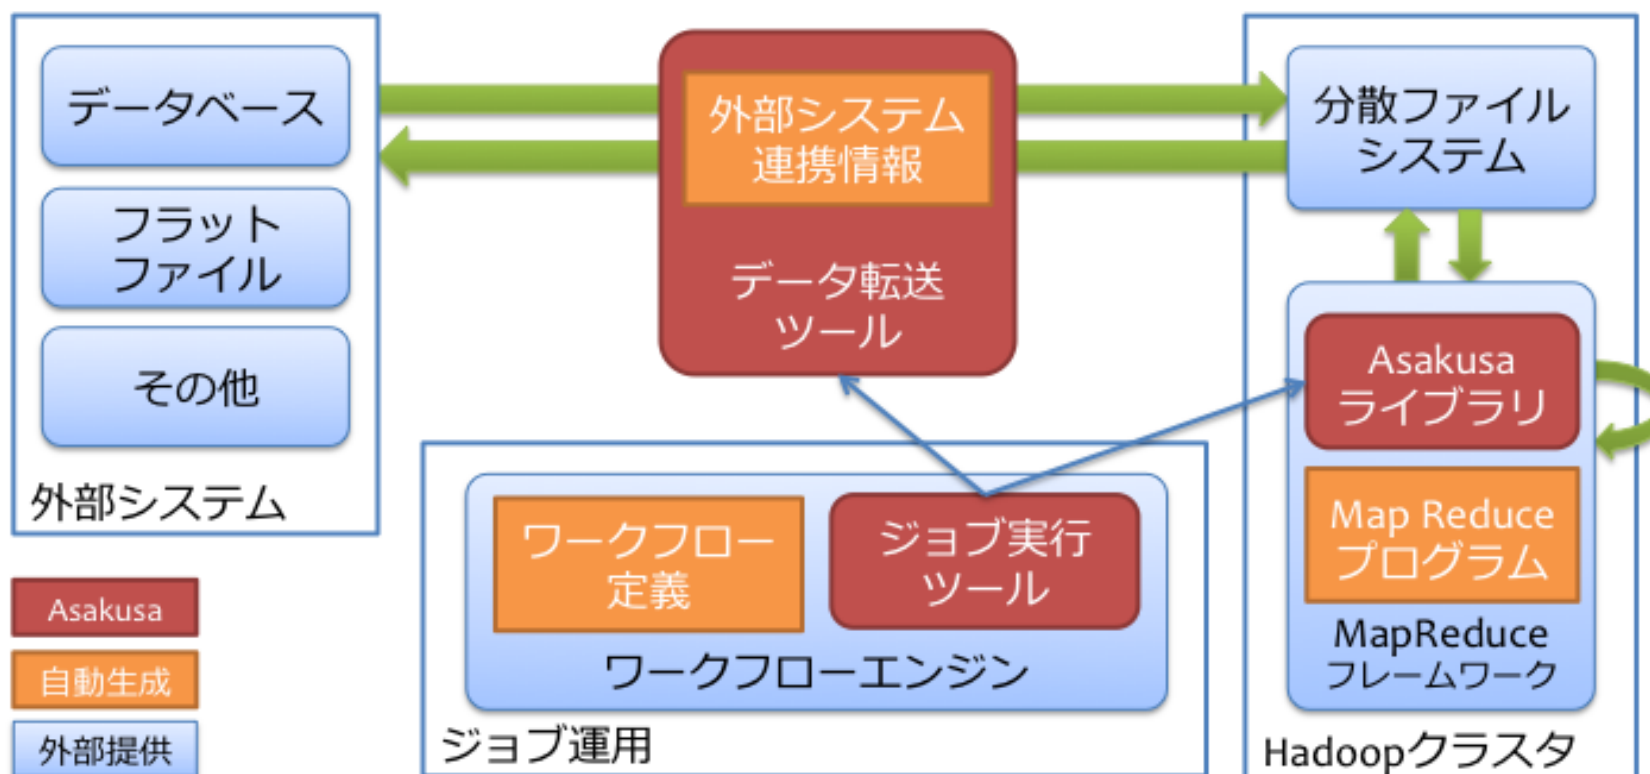 データベース
フラット
ファイル
その他
外部システム
外部システム
連携情報
データ転送
ツール
分散ファイル
システム
Asakusa
ライブラリ
Map Reduce
プログラム
MapReduce
フレームワーク
Hadoopクラスタ
ワークフロー
定義
ジョブ実行
ツール
ワークフローエンジン
ジョブ運用
Asakusa
自動生成
外部提供